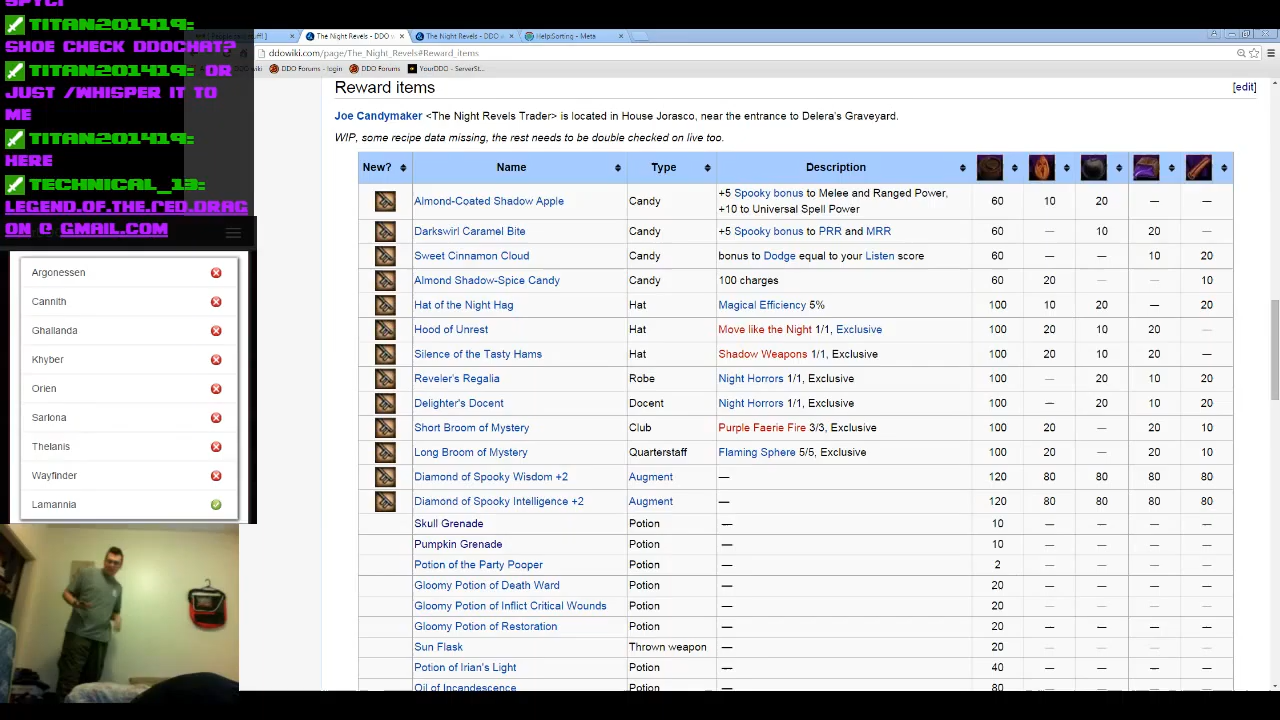 TITAN201419:
SHOE CHECK DDOCHAT?
TITAN201419: OR
JUST /WHISPER IT TO
ME
TITAN201419:
HERE
TECHNICAL_13:
LEGEND.OF.THE.RED.DRAG
ON @ GMAIL.COM
Argonessen
Cannith
Ghallanda
Khyber
Orien
Sarlona
Thelanis
Wayfinder
Lamannia
The Night Revels - DDO w × The Night Revels - DDO w × HelpSorting - Meta ×
ddowiki.com/page/The_Night_Revels#Reward_items
DDO Forums - login DDO Forums YourDDO - ServerSt...
Reward items [edit]
Joe Candymaker <The Night Revels Trader> is located in House Jorasco, near the entrance to Delera's Graveyard.
WIP, some recipe data missing, the rest needs to be double checked on live too.
New? Name Type Description
Almond-Coated Shadow Apple Candy +5 Spooky bonus to Melee and Ranged Power, +10 to Universal Spell Power 60 10 20 — —
Darkswirl Caramel Bite Candy +5 Spooky bonus to PRR and MRR 60 — 10 20 —
Sweet Cinnamon Cloud Candy bonus to Dodge equal to your Listen score 60 — — 10 20
Almond Shadow-Spice Candy Candy 100 charges 60 20 — — 10
Hat of the Night Hag Hat Magical Efficiency 5% 100 10 20 — 20
Hood of Unrest Hat Move like the Night 1/1, Exclusive 100 20 10 20 —
Silence of the Tasty Hams Hat Shadow Weapons 1/1, Exclusive 100 20 10 20 —
Reveler's Regalia Robe Night Horrors 1/1, Exclusive 100 — 20 10 20
Delighter's Docent Docent Night Horrors 1/1, Exclusive 100 — 20 10 20
Short Broom of Mystery Club Purple Faerie Fire 3/3, Exclusive 100 20 — 20 10
Long Broom of Mystery Quarterstaff Flaming Sphere 5/5, Exclusive 100 20 — 20 10
Diamond of Spooky Wisdom +2 Augment — 120 80 80 80 80
Diamond of Spooky Intelligence +2 Augment — 120 80 80 80 80
Skull Grenade Potion — 10 — — — —
Pumpkin Grenade Potion — 10 — — — —
Potion of the Party Pooper Potion — 2 — — — —
Gloomy Potion of Death Ward Potion — 20 — — — —
Gloomy Potion of Inflict Critical Wounds Potion — 20 — — — —
Gloomy Potion of Restoration Potion — 20 — — — —
Sun Flask Thrown weapon — 20 — — — —
Potion of Irian's Light Potion — 40 — — — —
Oil of Incandescence Potion — 80 — — — —